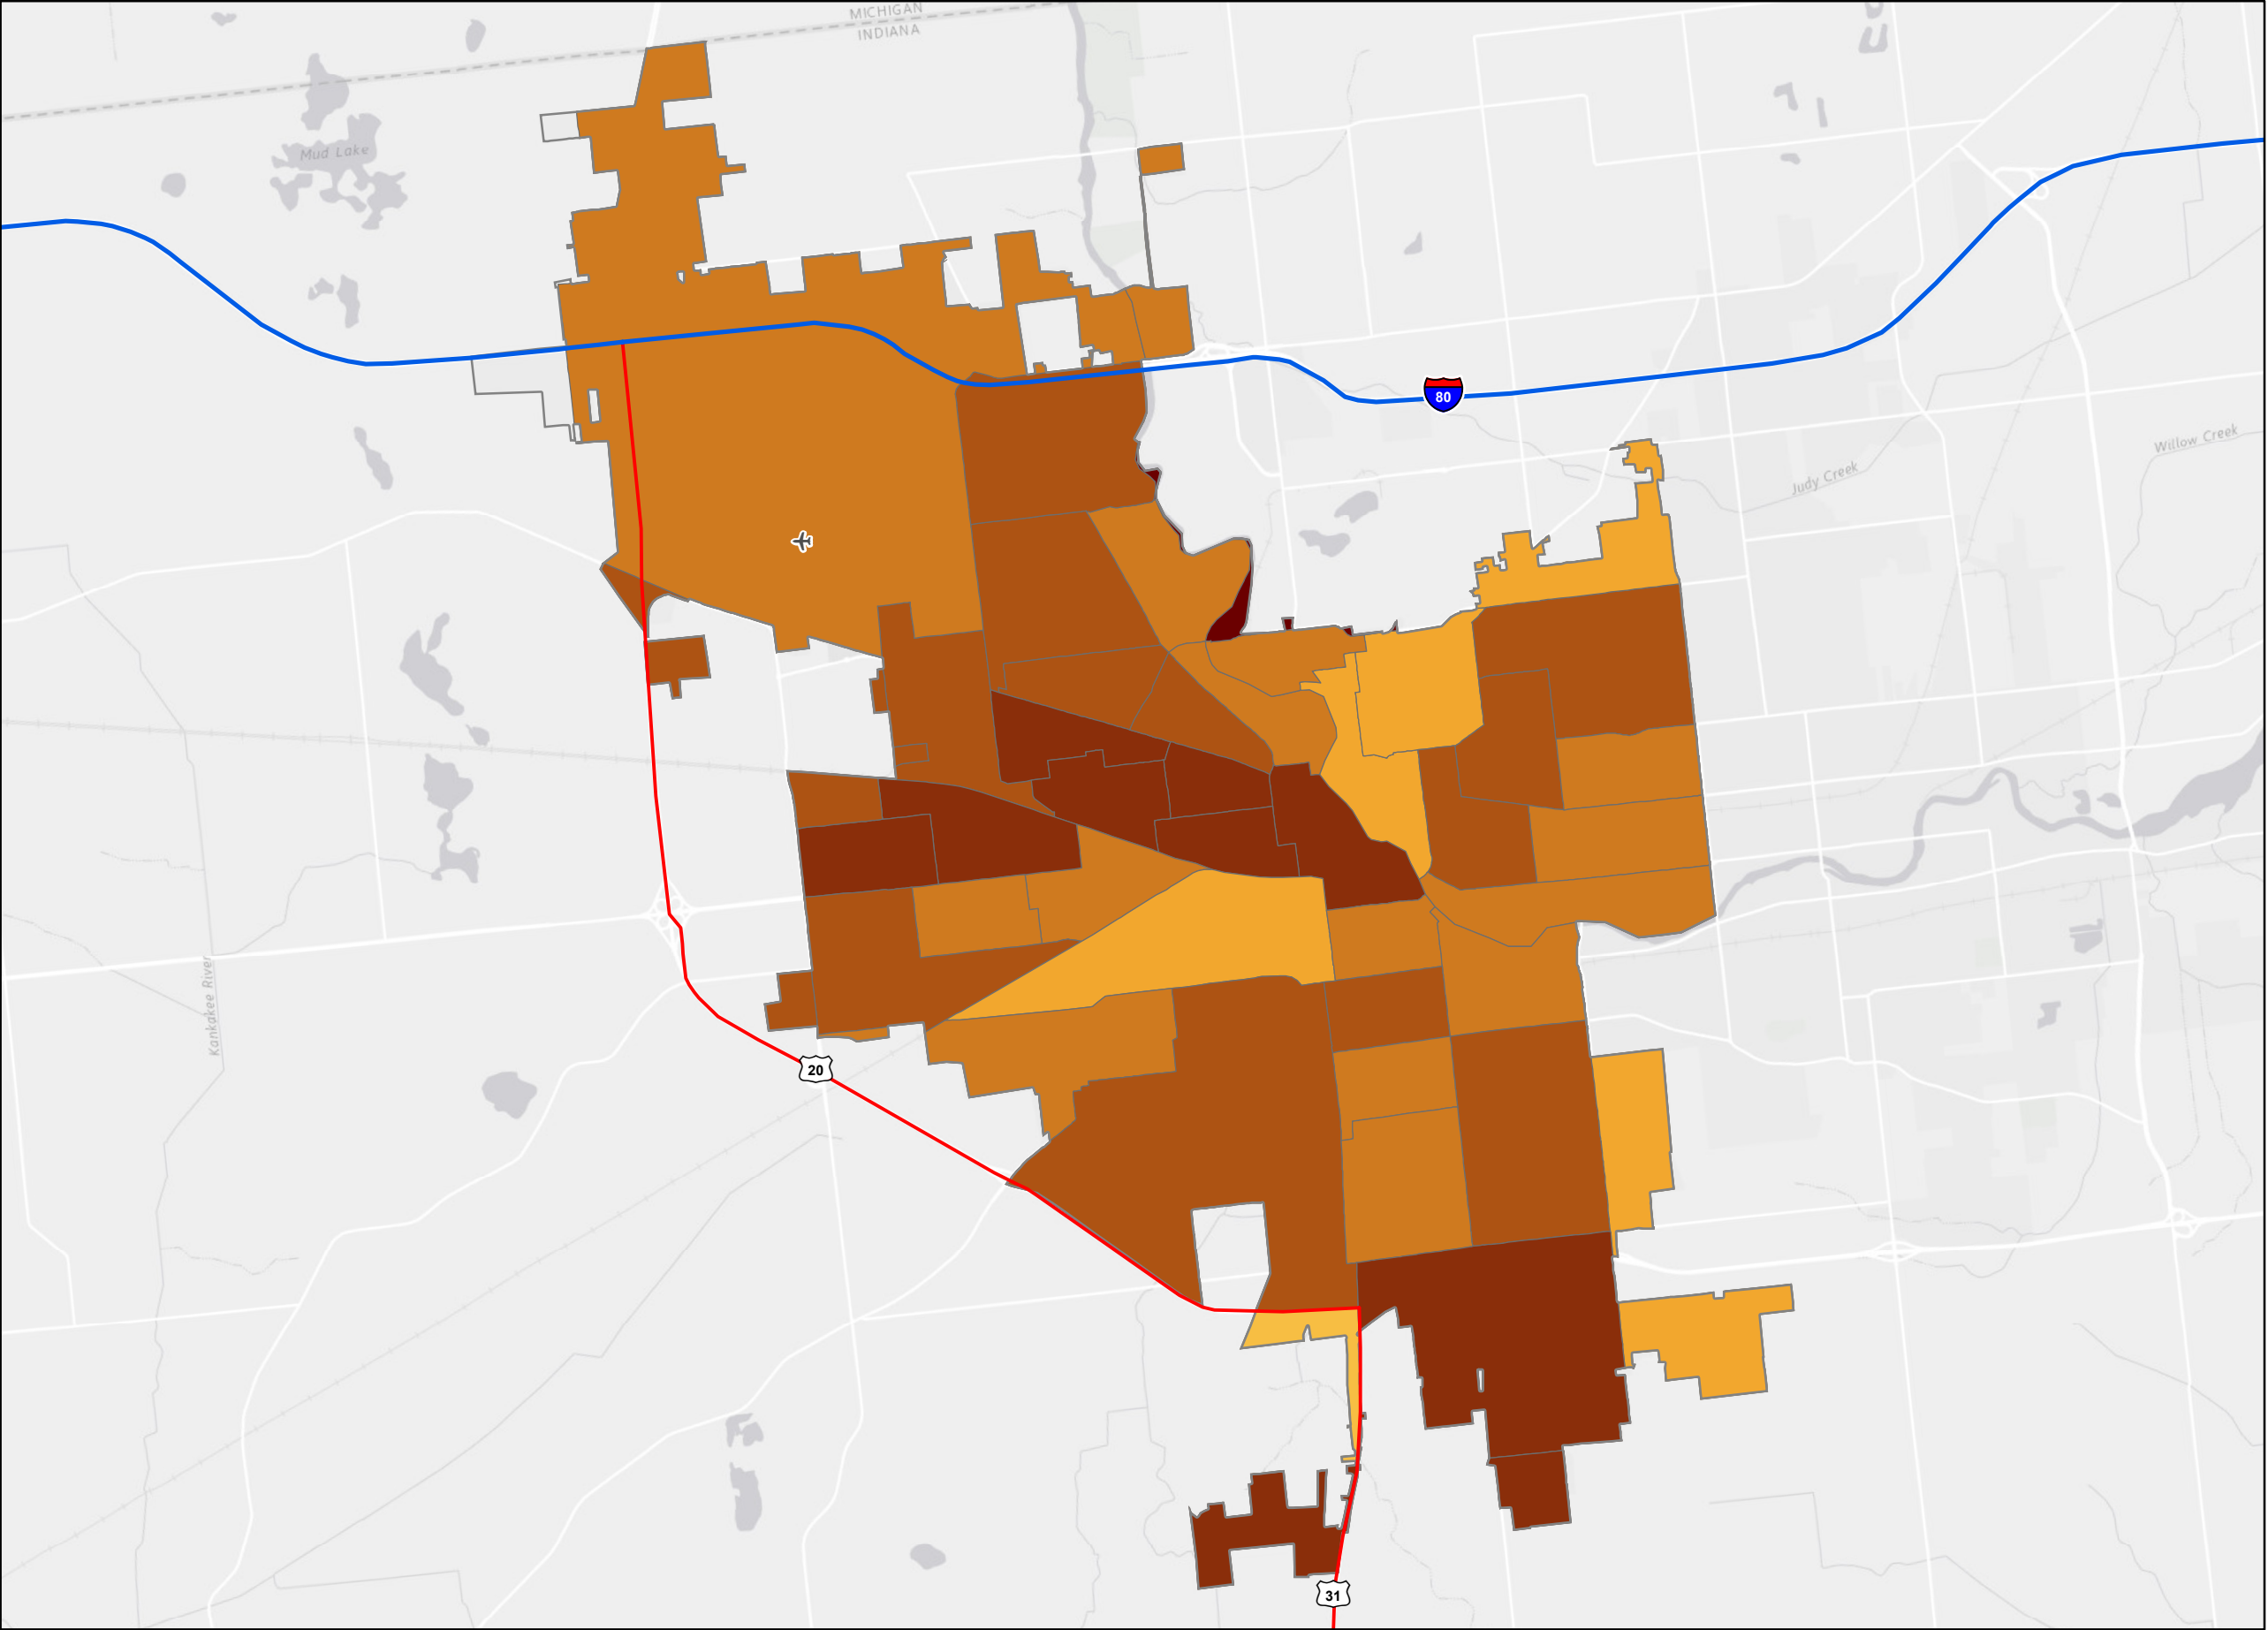 MICHIGAN
INDIANA
Mud Lake
80
Willow Creek
Judy Creek
Kankakee River
20
31